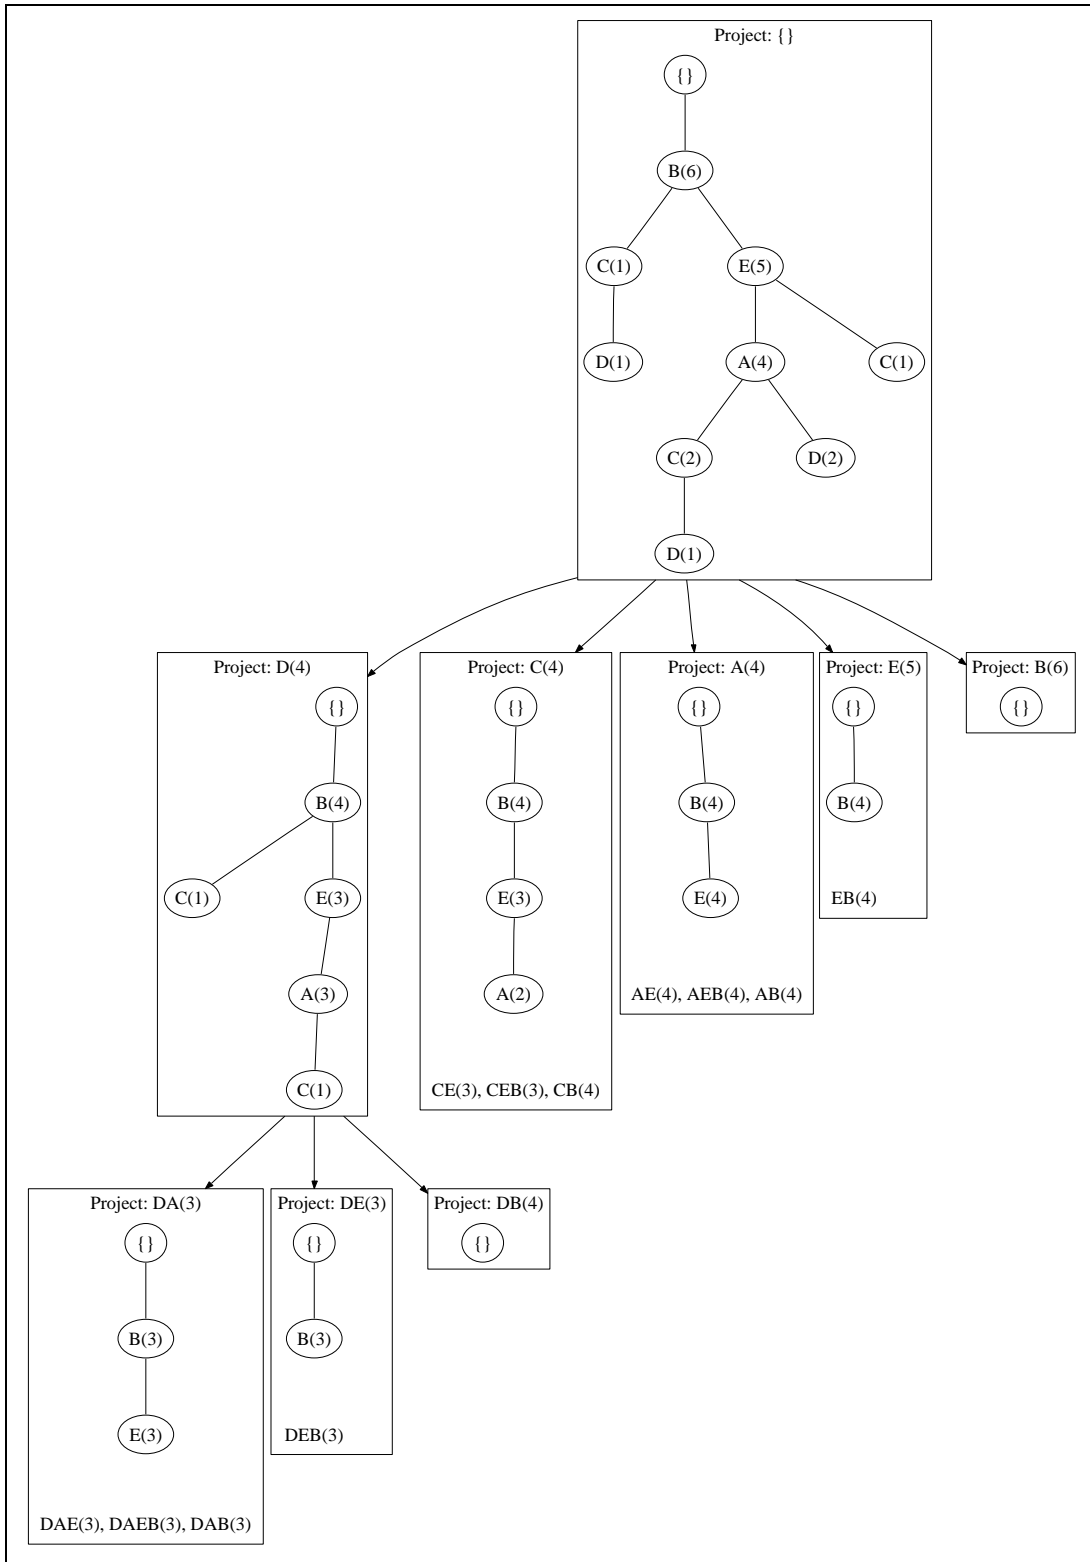 Project: {}
{}
B(6)
C(1)
E(5)
D(1)
A(4)
C(1)
C(2)
D(2)
D(1)
Project: D(4)
{}
B(4)
C(1)
E(3)
A(3)
C(1)
Project: C(4)
{}
B(4)
E(3)
A(2)
CE(3), CEB(3), CB(4)
Project: A(4)
{}
B(4)
E(4)
AE(4), AEB(4), AB(4)
Project: E(5)
{}
B(4)
EB(4)
Project: B(6)
{}
Project: DA(3)
{}
B(3)
E(3)
DAE(3), DAEB(3), DAB(3)
Project: DE(3)
{}
B(3)
DEB(3)
Project: DB(4)
{}